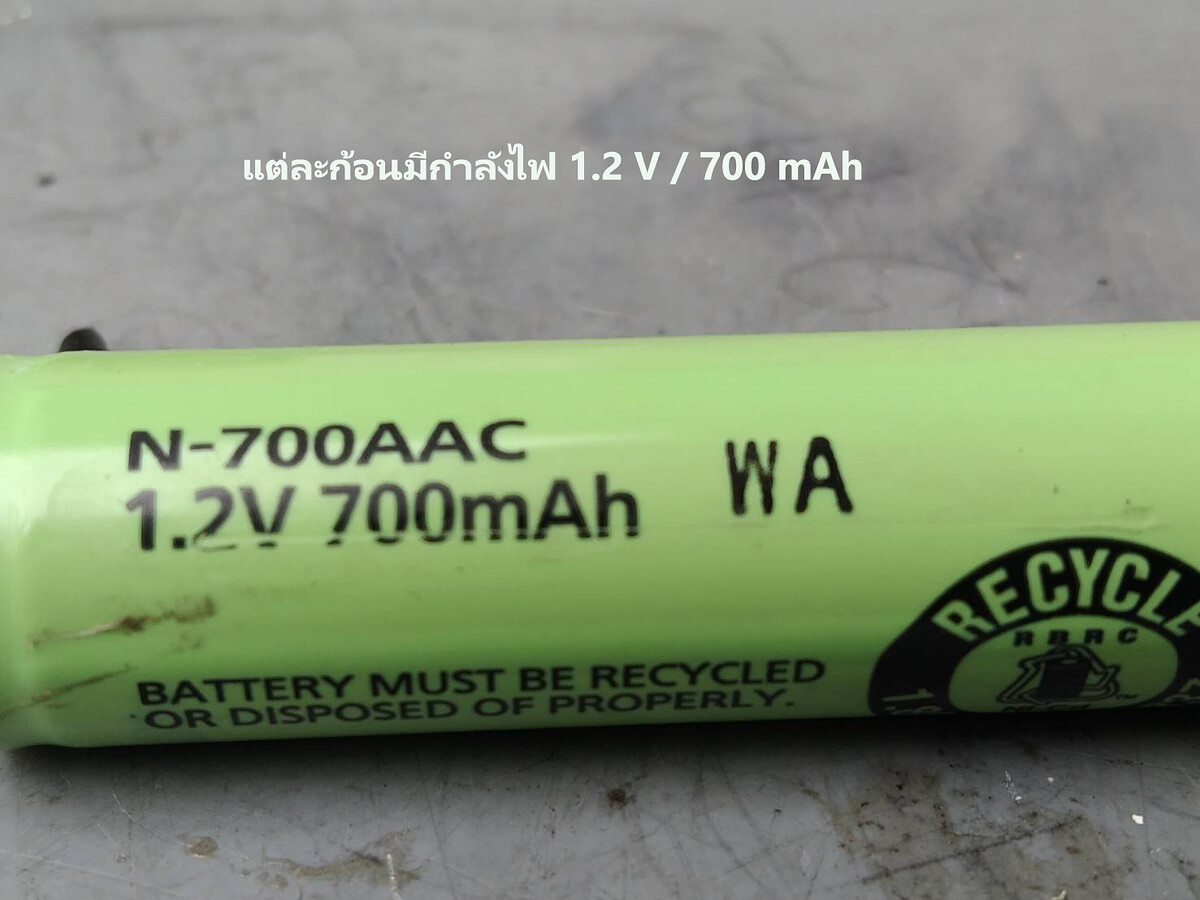 แต่ละก้อนมีกำลังไฟ 1.2 V / 700 mAh
N-700AAC
1.2V 700mAh
WA
BATTERY MUST BE RECYCLED
OR DISPOSED OF PROPERLY.
RECYCLE
RBRC